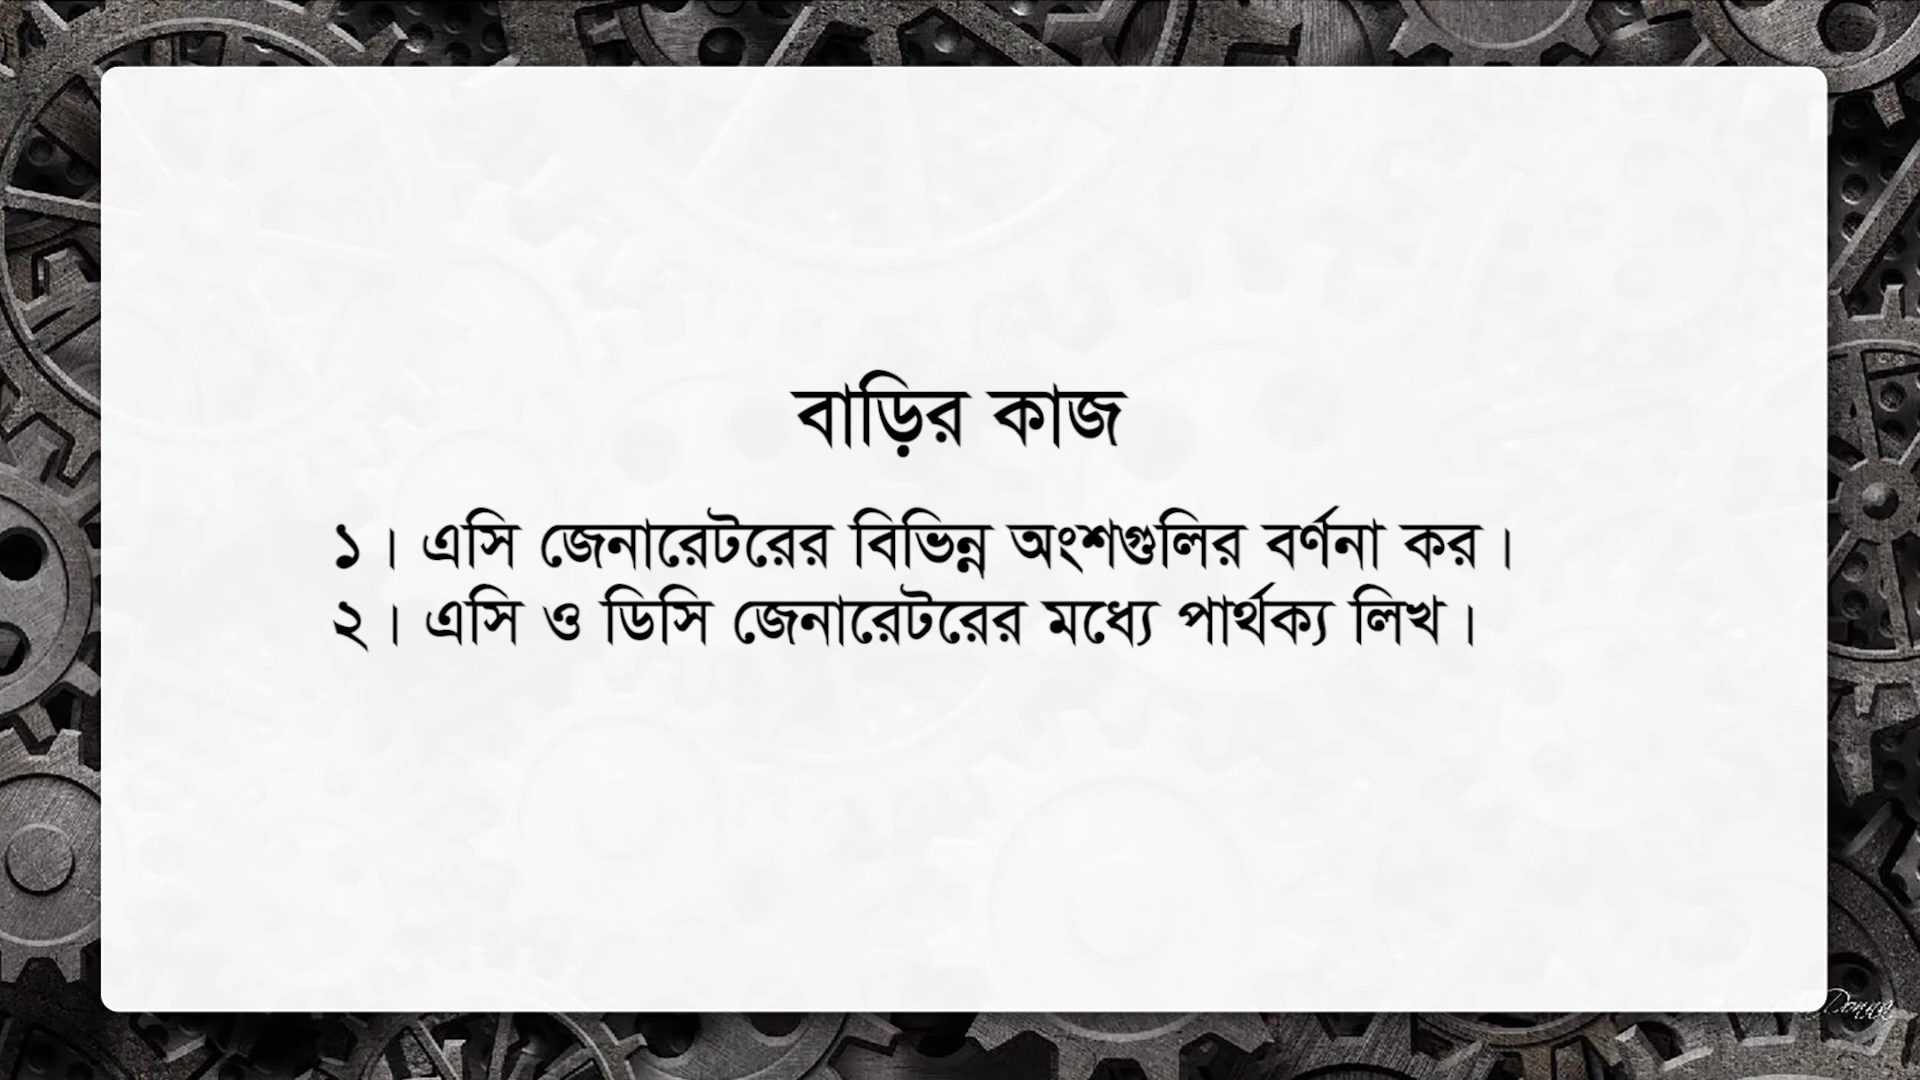 বাড়ির কাজ
১। এসি জেনারেটরের বিভিন্ন অংশগুলির বর্ণনা কর।
২। এসি ও ডিসি জেনারেটরের মধ্যে পার্থক্য লিখ।